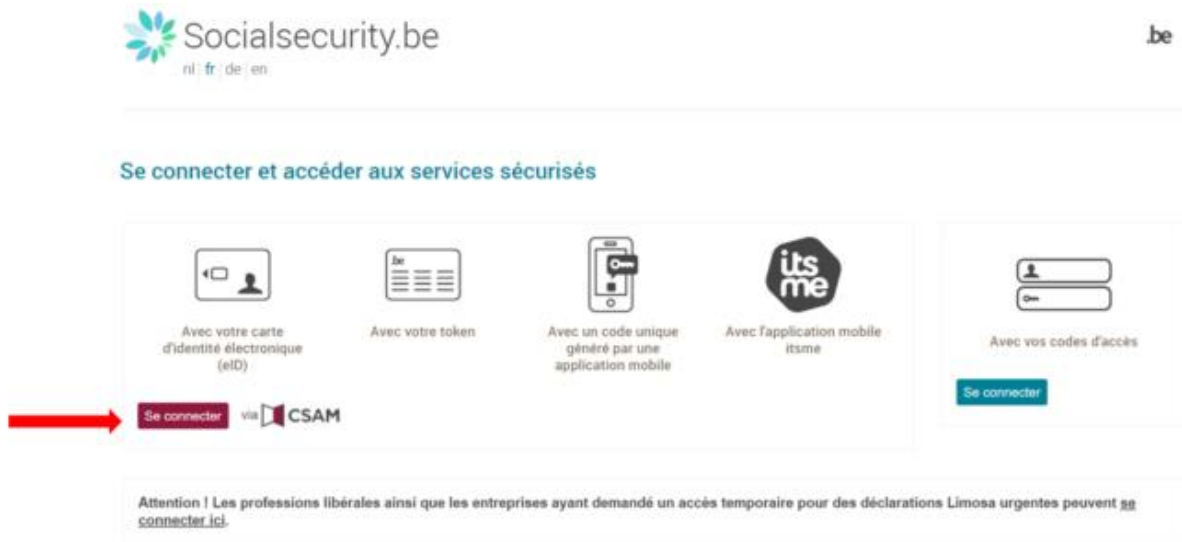 Socialsecurity.be
.be
nl fr de en
Se connecter et accéder aux services sécurisés
be
its
me
Avec votre carte
d'identité électronique
(eID)
Avec votre token
Avec un code unique
généré par une
application mobile
Avec l'application mobile
itsme
Avec vos codes d'accès
Se connecter via CSAM
Se connecter
Attention ! Les professions libérales ainsi que les entreprises ayant demandé un accès temporaire pour des déclarations Limosa urgentes peuvent se
connecter ici.